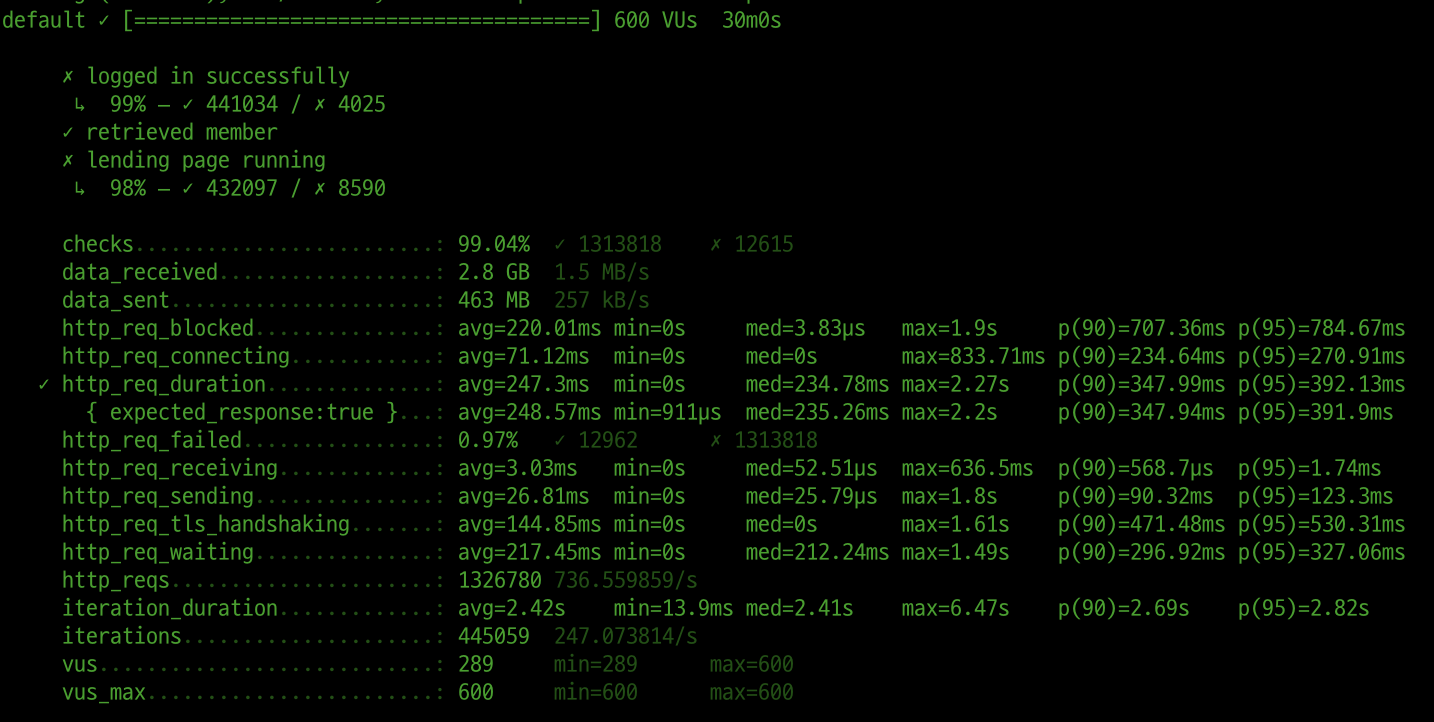 default ✓ [======================================] 600 VUs  30m0s
✗ logged in successfully
↳  99% — ✓ 441034 / ✗ 4025
✓ retrieved member
✗ lending page running
↳  98% — ✓ 432097 / ✗ 8590
checks.........................: 99.04%  ✓ 1313818    ✗ 12615
data_received..................: 2.8 GB  1.5 MB/s
data_sent......................: 463 MB  257 kB/s
http_req_blocked...............: avg=220.01ms min=0s      med=3.83µs   max=1.9s     p(90)=707.36ms p(95)=784.67ms
http_req_connecting............: avg=71.12ms  min=0s      med=0s       max=833.71ms p(90)=234.64ms p(95)=270.91ms
✓ http_req_duration..............: avg=247.3ms  min=0s      med=234.78ms max=2.27s    p(90)=347.99ms p(95)=392.13ms
{ expected_response:true }...: avg=248.57ms min=911µs   med=235.26ms max=2.2s     p(90)=347.94ms p(95)=391.9ms
http_req_failed................: 0.97%   ✓ 12962      ✗ 1313818
http_req_receiving.............: avg=3.03ms   min=0s      med=52.51µs  max=636.5ms  p(90)=568.7µs  p(95)=1.74ms
http_req_sending...............: avg=26.81ms  min=0s      med=25.79µs  max=1.8s     p(90)=90.32ms  p(95)=123.3ms
http_req_tls_handshaking.......: avg=144.85ms min=0s      med=0s       max=1.61s    p(90)=471.48ms p(95)=530.31ms
http_req_waiting...............: avg=217.45ms min=0s      med=212.24ms max=1.49s    p(90)=296.92ms p(95)=327.06ms
http_reqs......................: 1326780 736.559859/s
iteration_duration.............: avg=2.42s    min=13.9ms med=2.41s    max=6.47s    p(90)=2.69s    p(95)=2.82s
iterations.....................: 445059  247.073814/s
vus............................: 289     min=289      max=600
vus_max........................: 600     min=600      max=600